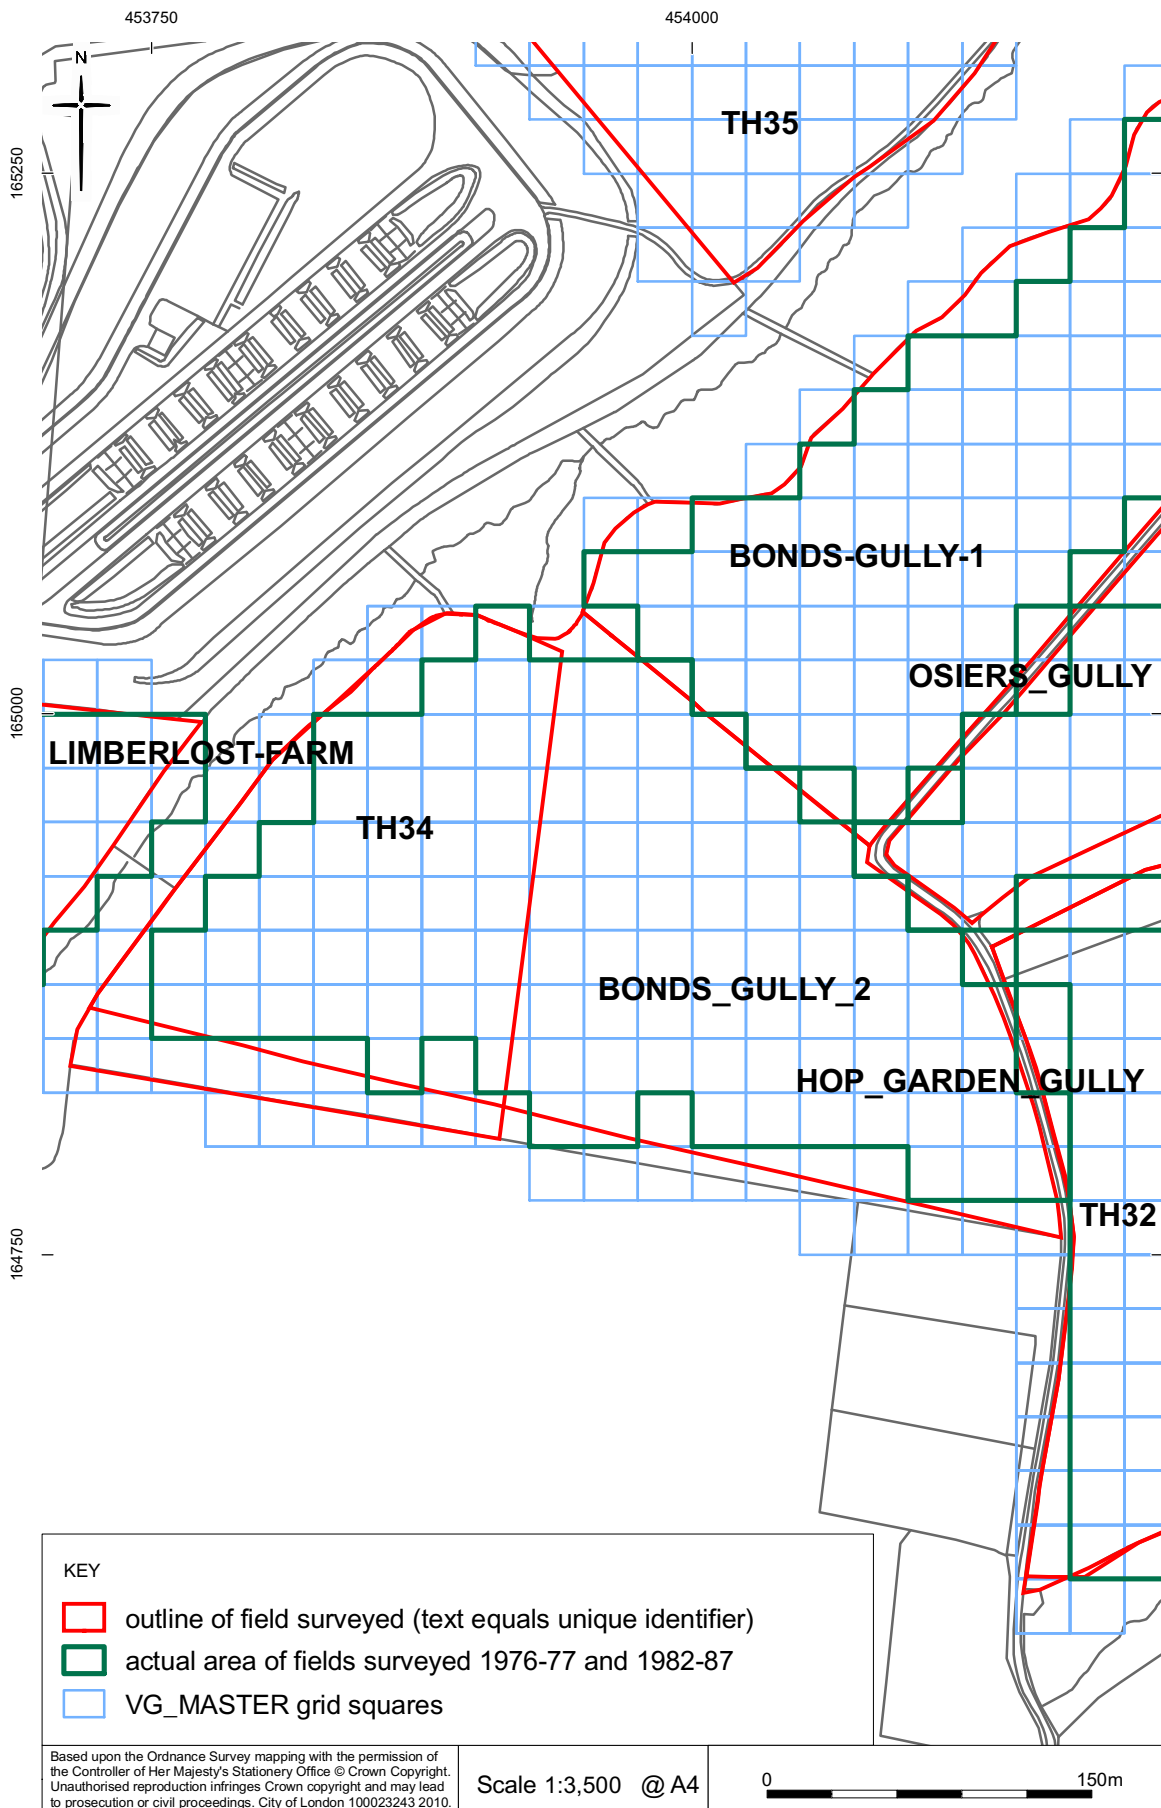 453750
454000
N
TH35
165250
BONDS-GULLY-1
OSIERS_GULLY
165000
LIMBERLOST-FARM
TH34
BONDS_GULLY_2
HOP_GARDEN_GULLY
TH32
164750
KEY
outline of field surveyed (text equals unique identifier)
actual area of fields surveyed 1976-77 and 1982-87
VG_MASTER grid squares
Based upon the Ordnance Survey mapping with the permission of
the Controller of Her Majesty's Stationery Office © Crown Copyright.
Unauthorised reproduction infringes Crown copyright and may lead
to prosecution or civil proceedings. City of London 100023243 2010.
Scale 1:3,500 @ A4
0 150m